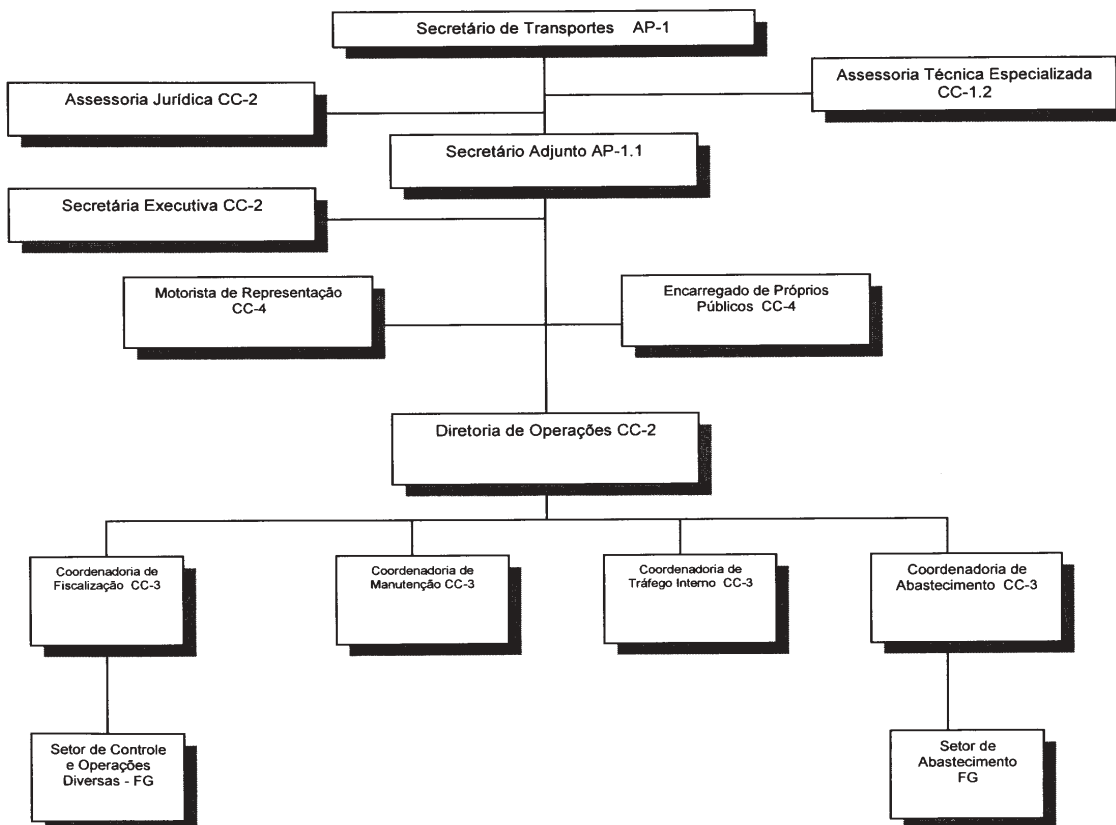 Secretário de Transportes AP-1
Assessoria Jurídica CC-2
Assessoria Técnica Especializada
CC-1.2
Secretário Adjunto AP-1.1
Secretária Executiva CC-2
Motorista de Representação
CC-4
Encarregado de Próprios
Públicos CC-4
Diretoria de Operações CC-2
Coordenadoria de
Fiscalização CC-3
Coordenadoria de
Manutenção CC-3
Coordenadoria de
Tráfego Interno CC-3
Coordenadoria de
Abastecimento CC-3
Setor de Controle
e Operações
Diversas - FG
Setor de
Abastecimento
FG